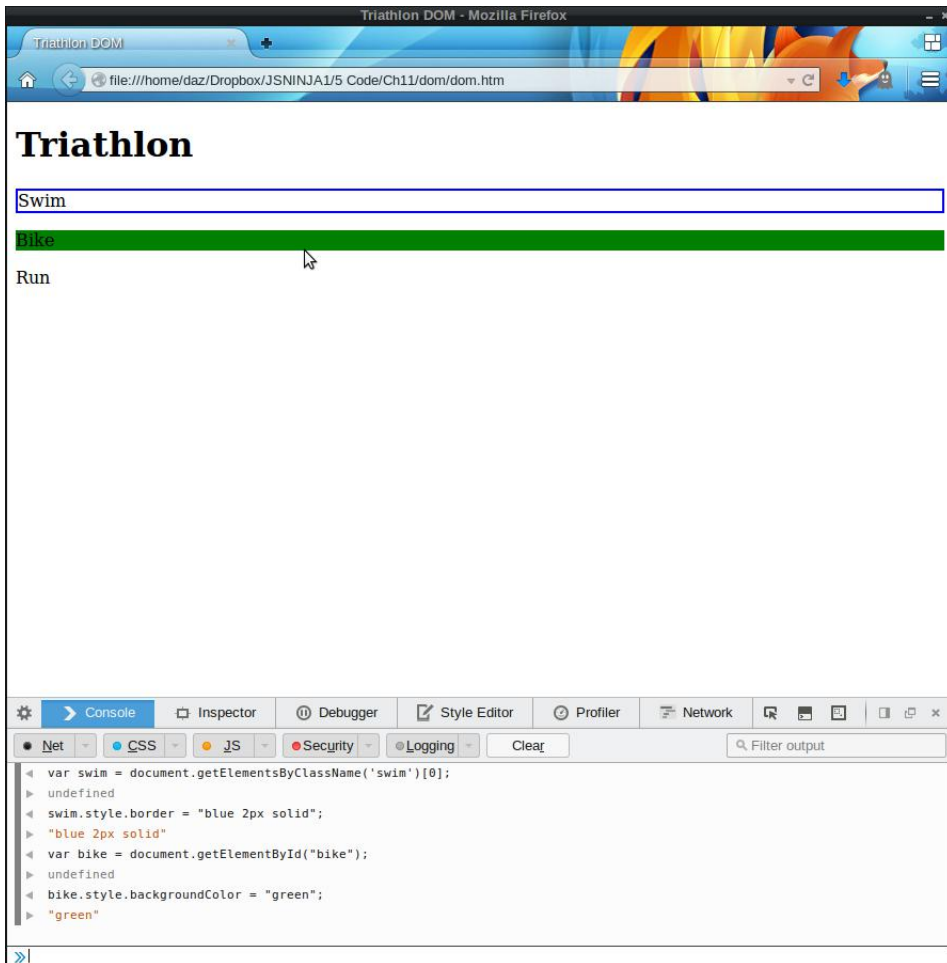 Triathlon DOM - Mozilla Firefox
Triathlon DOM
file:///home/daz/Dropbox/JSNINJA1/5 Code/Ch11/dom/dom.htm
Triathlon
Swim
Bike
Run
Console Inspector Debugger Style Editor Profiler Network
Net CSS JS Security Logging Clear Filter output
var swim = document.getElementsByClassName('swim')[0];
undefined
swim.style.border = "blue 2px solid";
"blue 2px solid"
var bike = document.getElementById("bike");
undefined
bike.style.backgroundColor = "green";
"green"